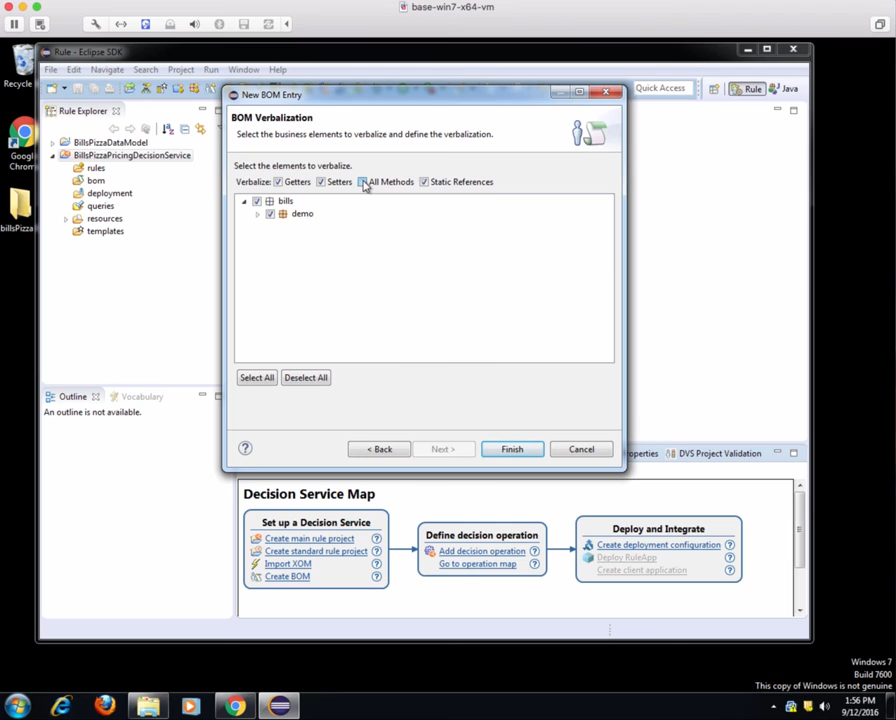 base-win7-x64-vm
Recycle
Google
Chrome
billsPizza
Rule - Eclipse SDK
File Edit Navigate Search Project Run Window Help
Quick Access
Rule
Java
Rule Explorer
BillsPizzaDataModel
BillsPizzaPricingDecisionService
rules
bom
deployment
queries
resources
templates
Outline
Vocabulary
An outline is not available.
New BOM Entry
BOM Verbalization
Select the business elements to verbalize and define the verbalization.
Select the elements to verbalize.
Verbalize: Getters Setters All Methods Static References
bills
demo
Select All
Deselect All
< Back
Next >
Finish
Cancel
roperties
DVS Project Validation
Decision Service Map
Set up a Decision Service
Create main rule project
Create standard rule project
Import XOM
Create BOM
Define decision operation
Add decision operation
Go to operation map
Deploy and Integrate
Create deployment configuration
Deploy RuleApp
Create client application
Windows 7
Build 7600
This copy of Windows is not genuine
1:56 PM
9/12/2016